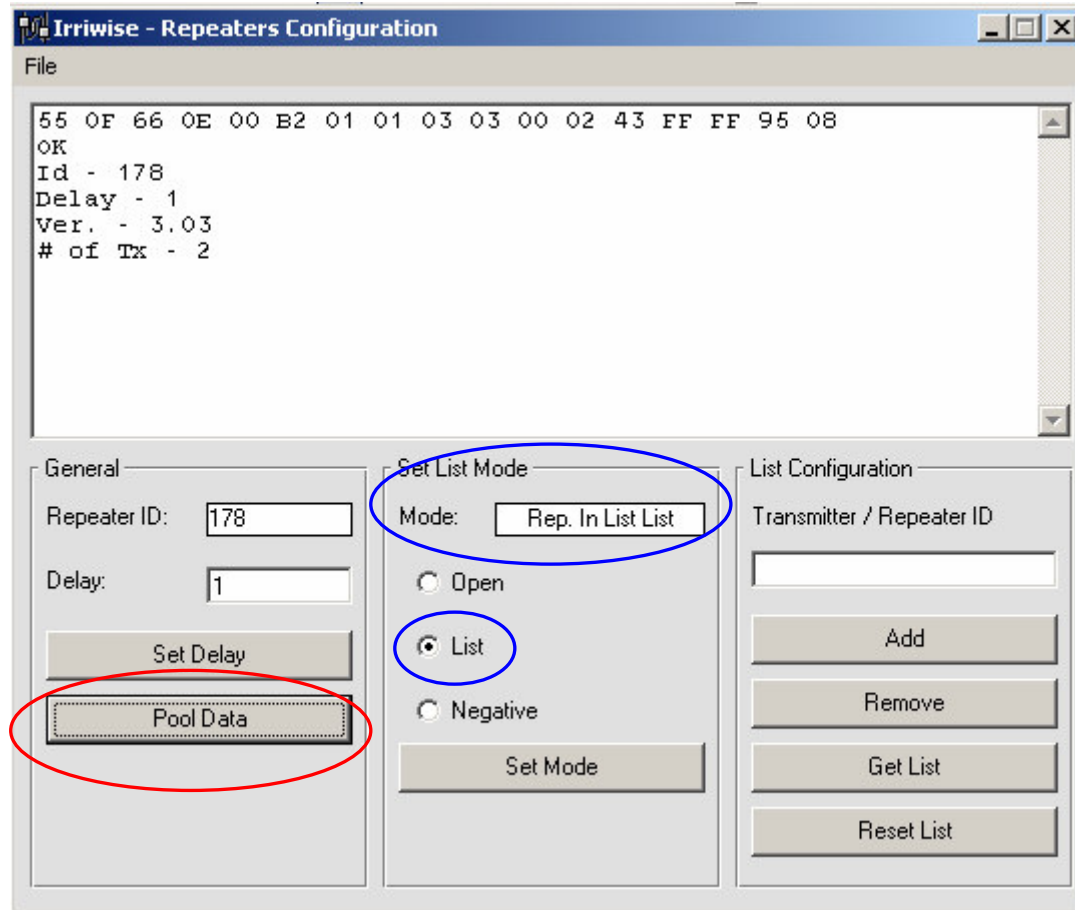 Irriwise - Repeaters Configuration
File
55 0F 66 0E 00 B2 01 01 03 03 00 02 43 FF FF 95 08
OK
Id - 178
Delay - 1
Ver. - 3.03
# of Tx - 2
General
Repeater ID: 178
Delay: 1
Set Delay
Pool Data
Set List Mode
Mode: Rep. In List List
Open
List
Negative
Set Mode
List Configuration
Transmitter / Repeater ID
Add
Remove
Get List
Reset List